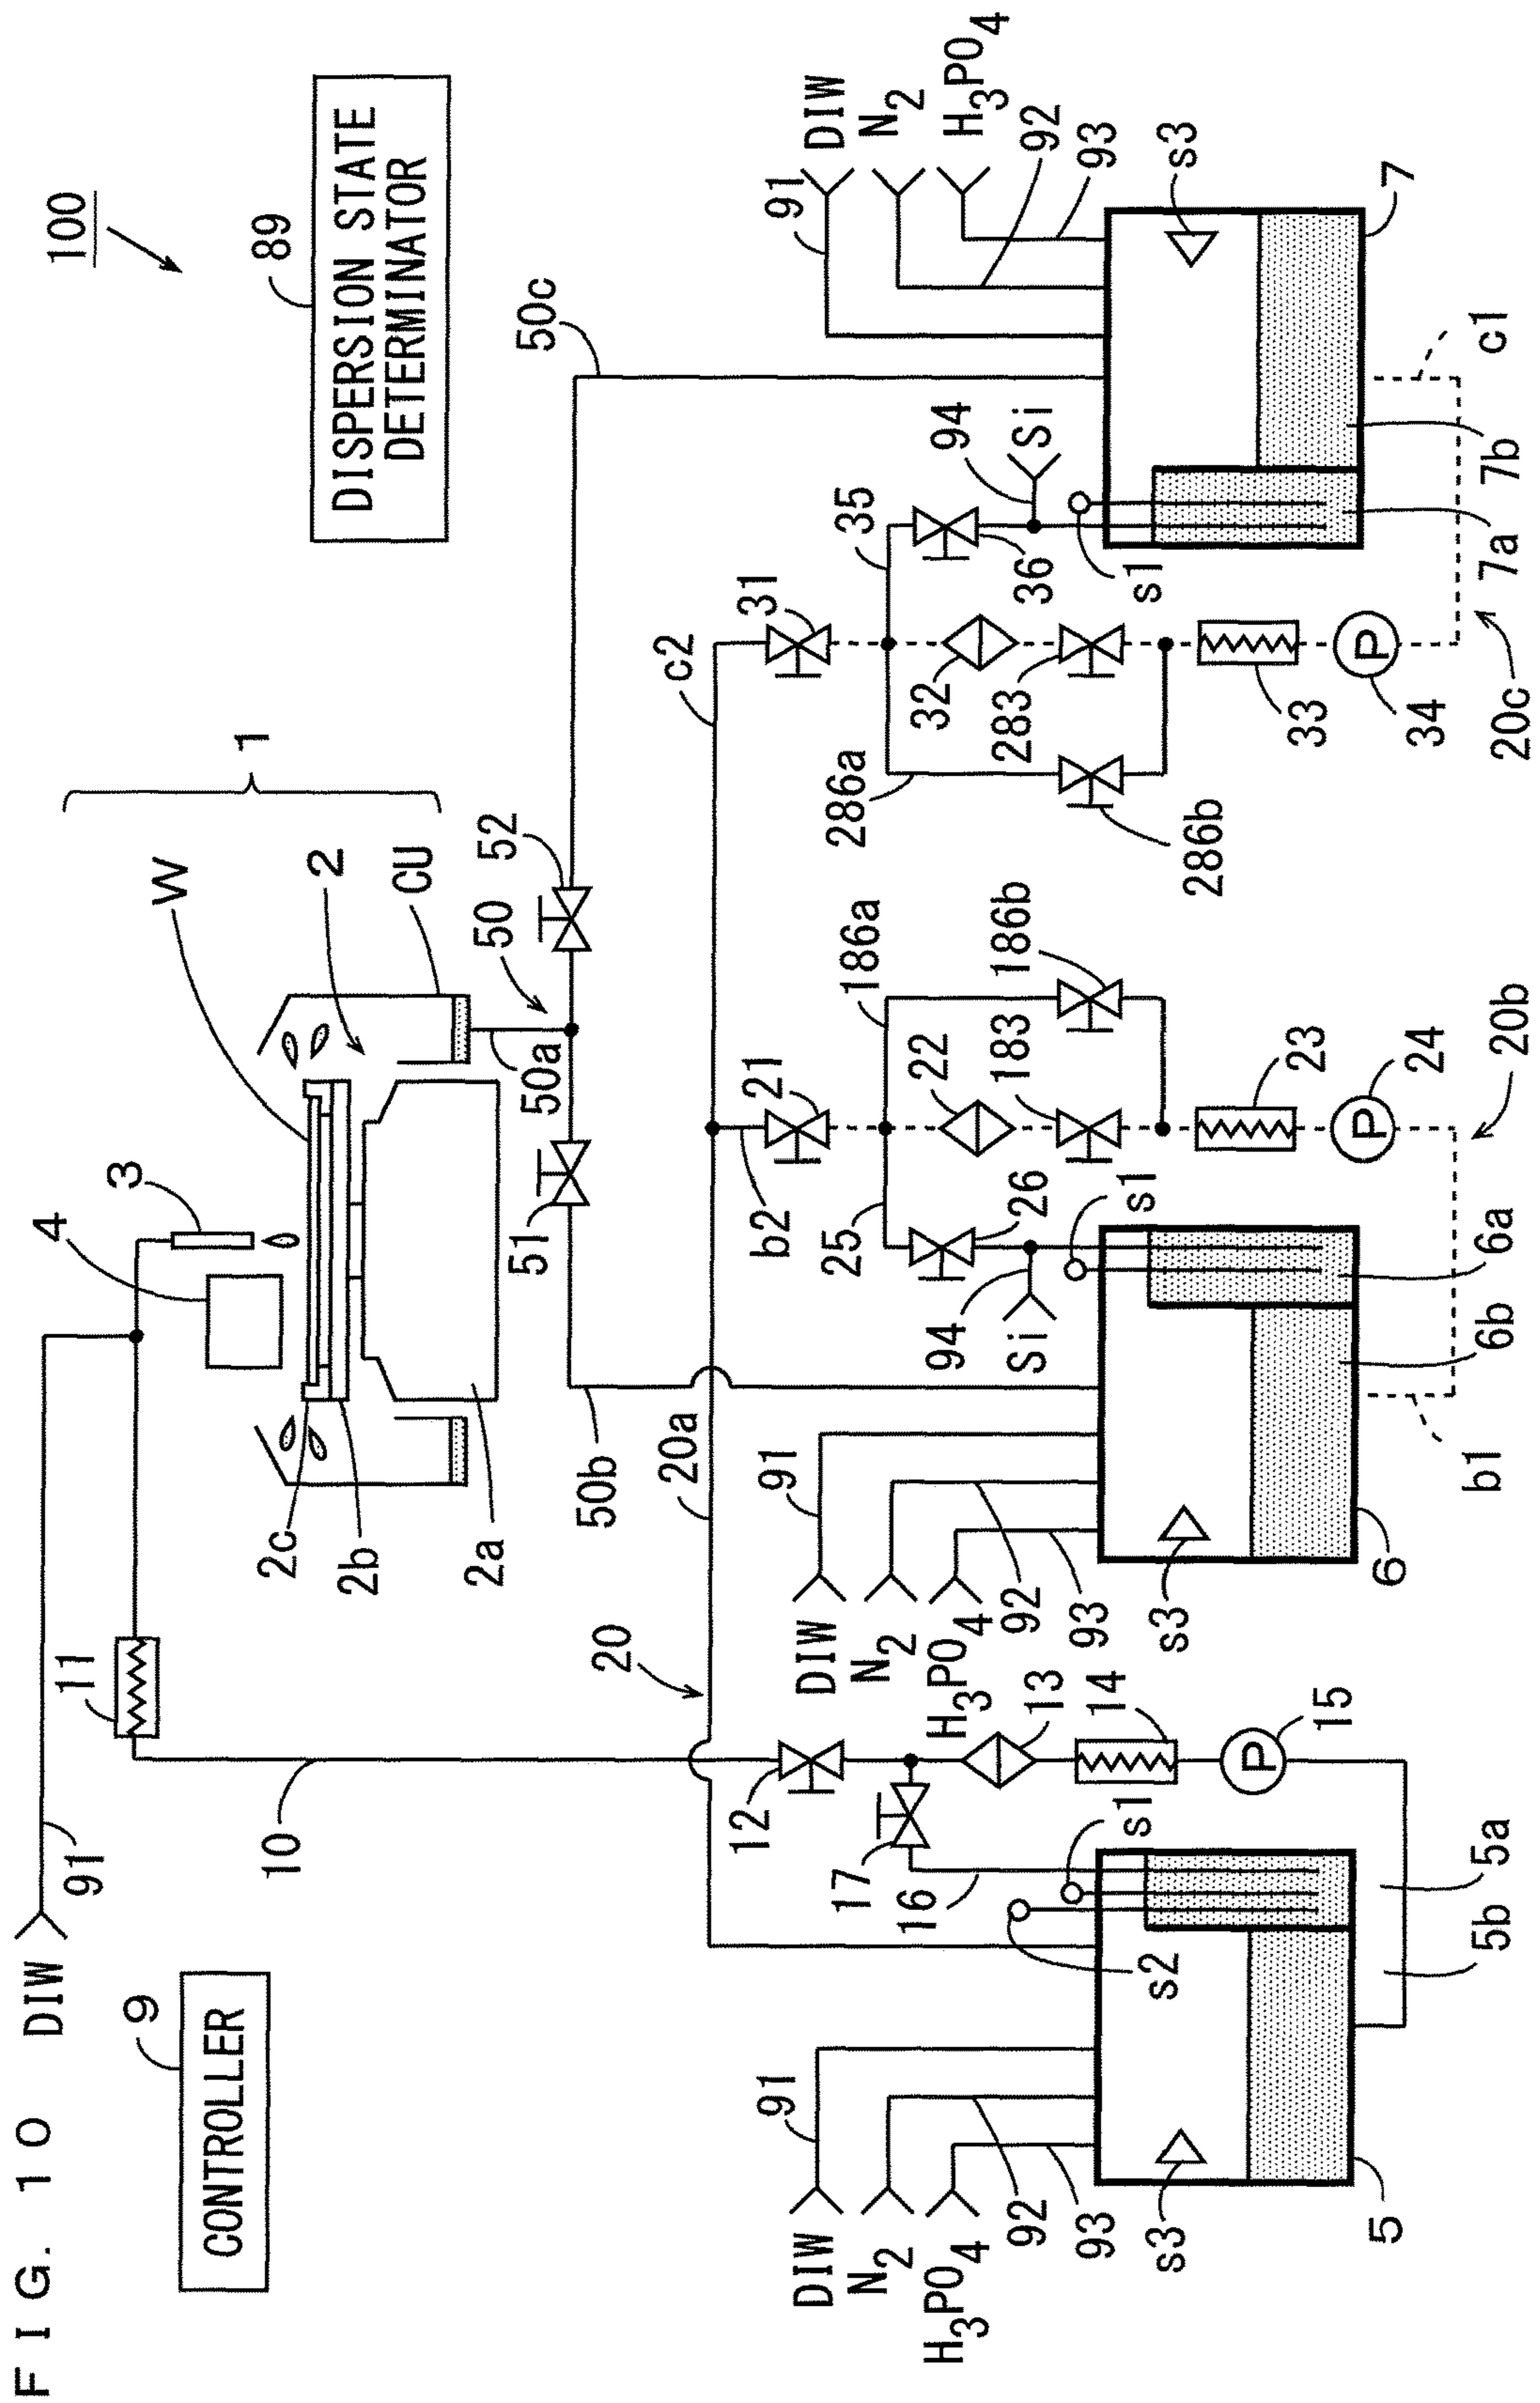 FIG. 10
100
89
DISPERSION STATE
DETERMINATOR
9
CONTROLLER
DIW
91
11
10
4
3
W
2
CU
1
2c
2b
2a
50a
50
51
52
50b
50c
20
20a
b2
c2
12
17
16
13
14
15
s1
s2
5a
5b
5
s3
DIW
N2
H3PO4
91
92
93
21
22
183
186a
186b
23
24
20b
25
26
94
Si
s1
6a
6b
b1
6
s3
DIW
N2
H3PO4
91
92
93
31
32
283
286a
286b
33
34
20c
35
36
94
Si
s1
7a
7b
c1
7
s3
DIW
N2
H3PO4
91
92
93